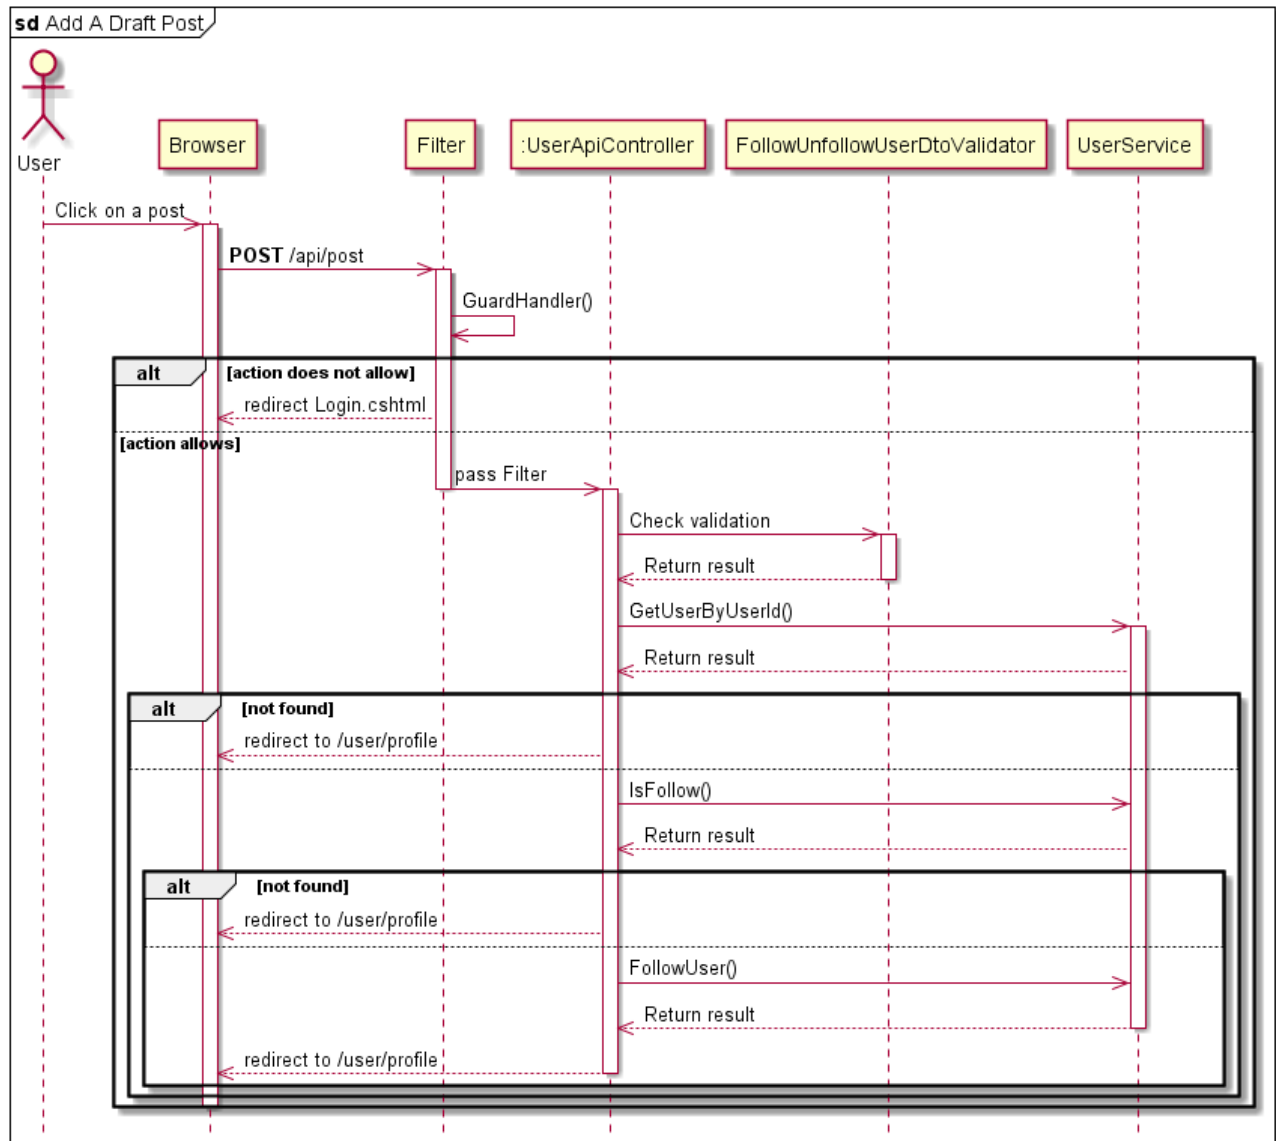 sd Add A Draft Post
User
Browser
Filter
:UserApiController
FollowUnfollowUserDtoValidator
UserService
Click on a post
POST /api/post
GuardHandler()
alt [action does not allow]
redirect Login.cshtml
[action allows]
pass Filter
Check validation
Return result
GetUserByUserId()
Return result
alt [not found]
redirect to /user/profile
IsFollow()
Return result
alt [not found]
redirect to /user/profile
FollowUser()
Return result
redirect to /user/profile